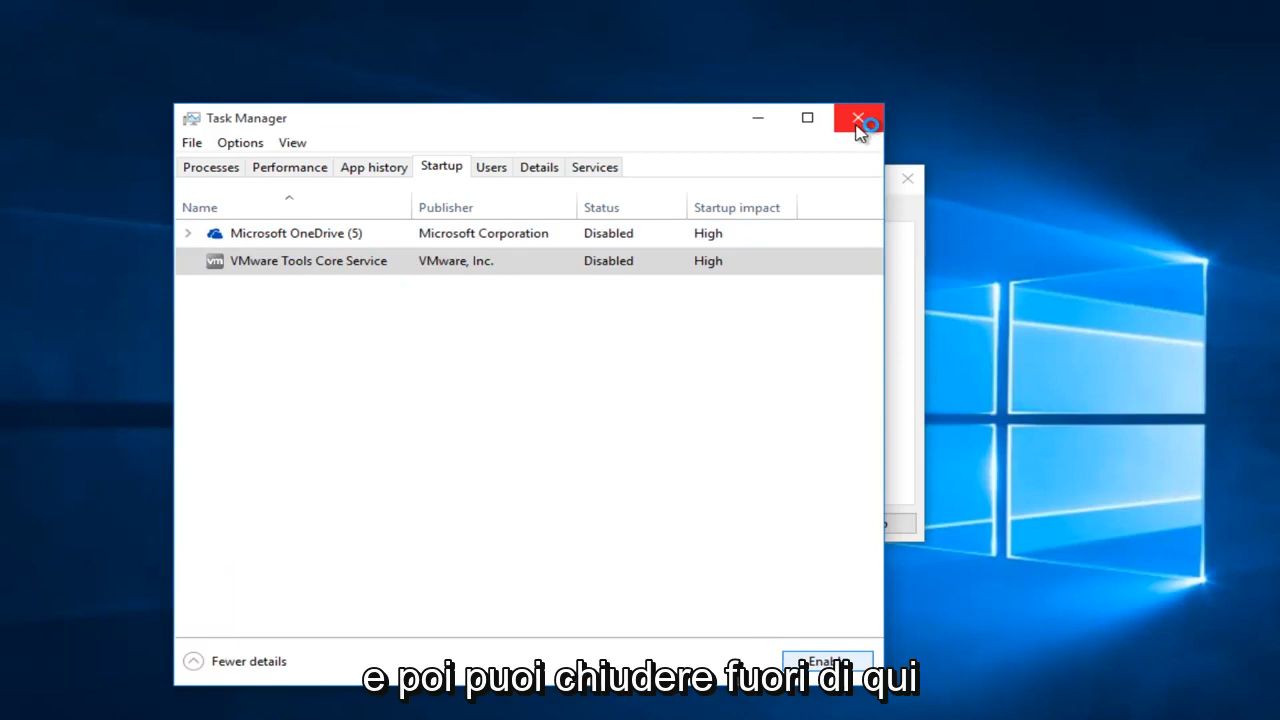 Task Manager
File Options View
Processes Performance App history Startup Users Details Services
Name Publisher Status Startup impact
Microsoft OneDrive (5) Microsoft Corporation Disabled High
vm VMware Tools Core Service VMware, Inc. Disabled High
Fewer details Enable
e poi puoi chiudere fuori di qui